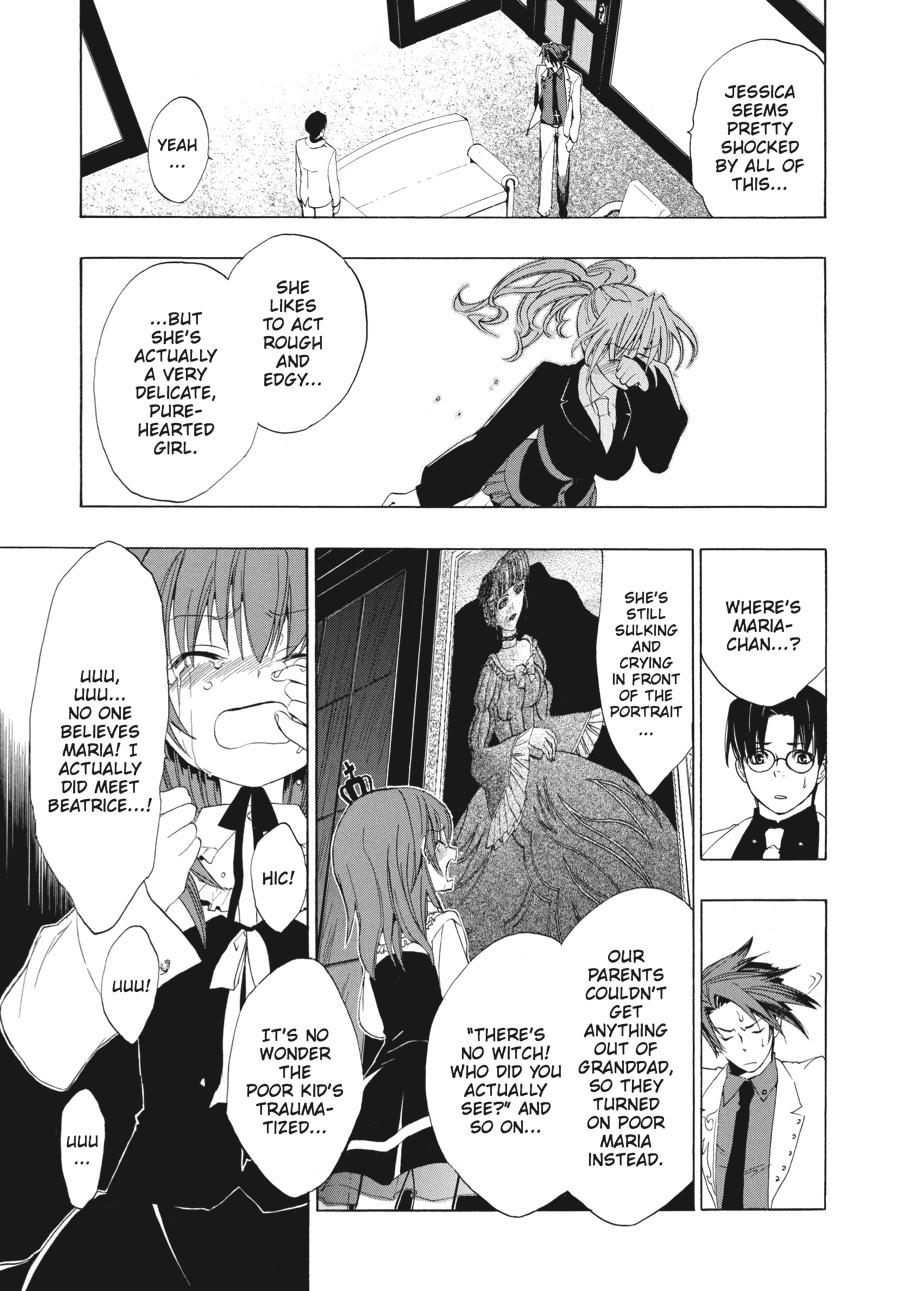 JESSICA
SEEMS
PRETTY
SHOCKED
BY ALL OF
THIS...
YEAH
...
SHE
LIKES
TO ACT
ROUGH
AND
EDGY...
...BUT
SHE'S
ACTUALLY
A VERY
DELICATE,
PURE-
HEARTED
GIRL.
WHERE'S
MARIA-
CHAN...?
SHE'S
STILL
SULKING
AND
CRYING
IN FRONT
OF THE
PORTRAIT
...
OUR
PARENTS
COULDN'T
GET
ANYTHING
OUT OF
GRANDDAD,
SO THEY
TURNED
ON POOR
MARIA
INSTEAD.
"THERE'S
NO WITCH!
WHO DID YOU
ACTUALLY
SEE?" AND
SO ON...
IT'S NO
WONDER
THE
POOR KID'S
TRAUMA-
TIZED...
UUU,
UUU...
NO ONE
BELIEVES
MARIA! I
ACTUALLY
DID MEET
BEATRICE...!
HIC!
UUU!
UUU
...